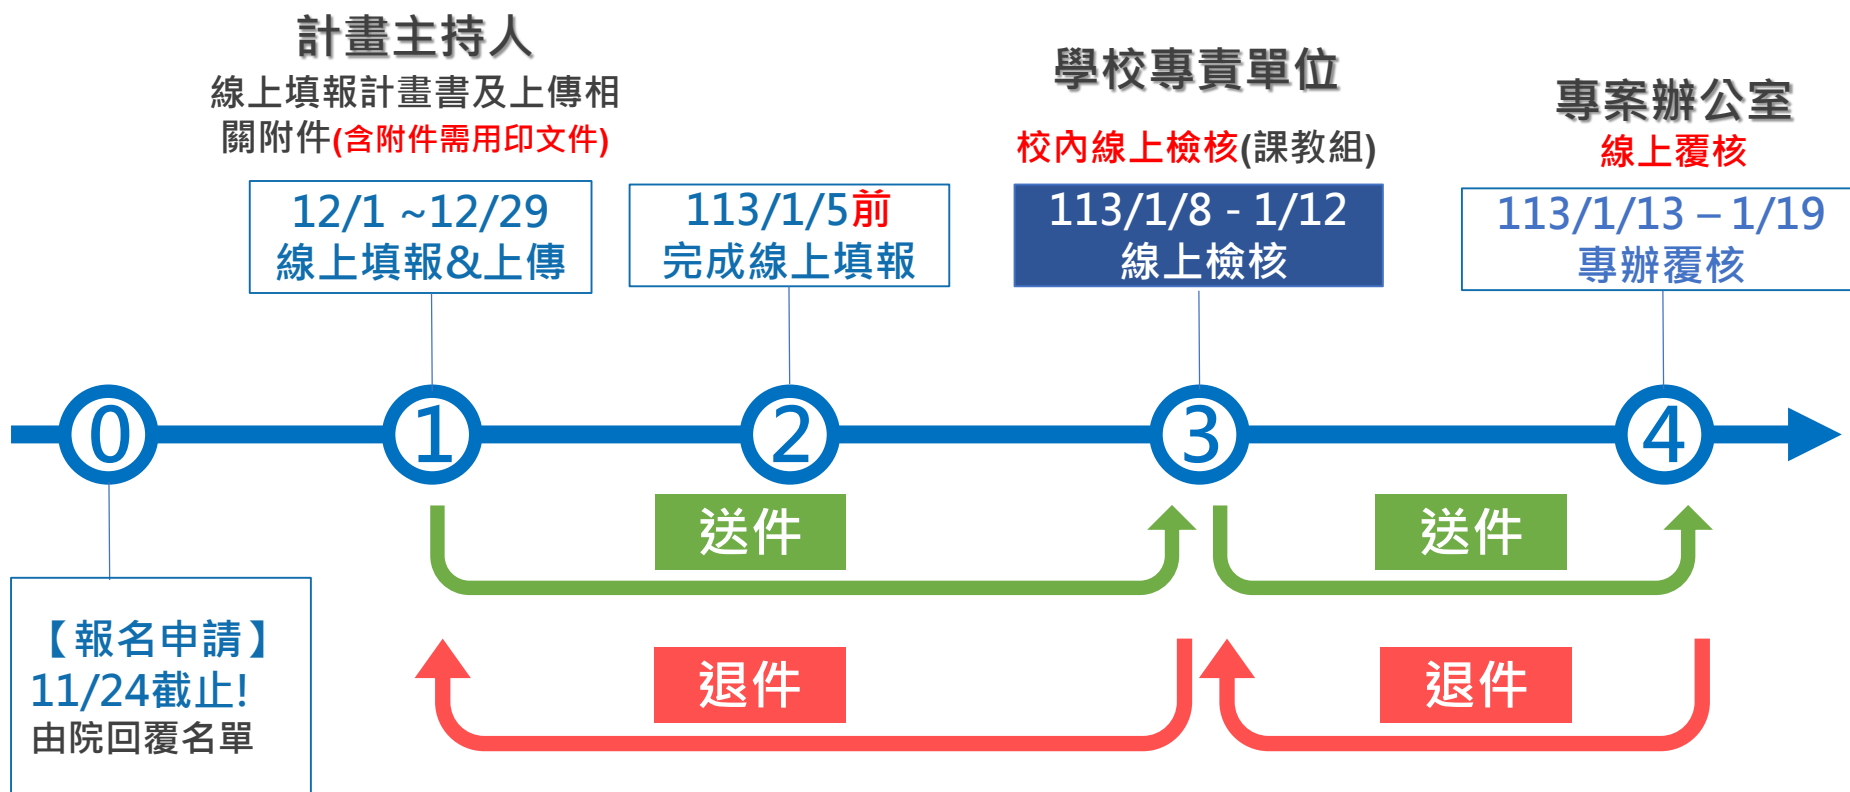 計畫主持人
線上填報計畫書及上傳相
關附件(含附件需用印文件)
12/1 ~12/29
線上填報&上傳
113/1/5前
完成線上填報
學校專責單位
校內線上檢核(課教組)
113/1/8 - 1/12
線上檢核
專案辦公室
線上覆核
113/1/13 – 1/19
專辦覆核
0
1
2
3
4
送件
送件
退件
退件
【報名申請】
11/24截止!
由院回覆名單